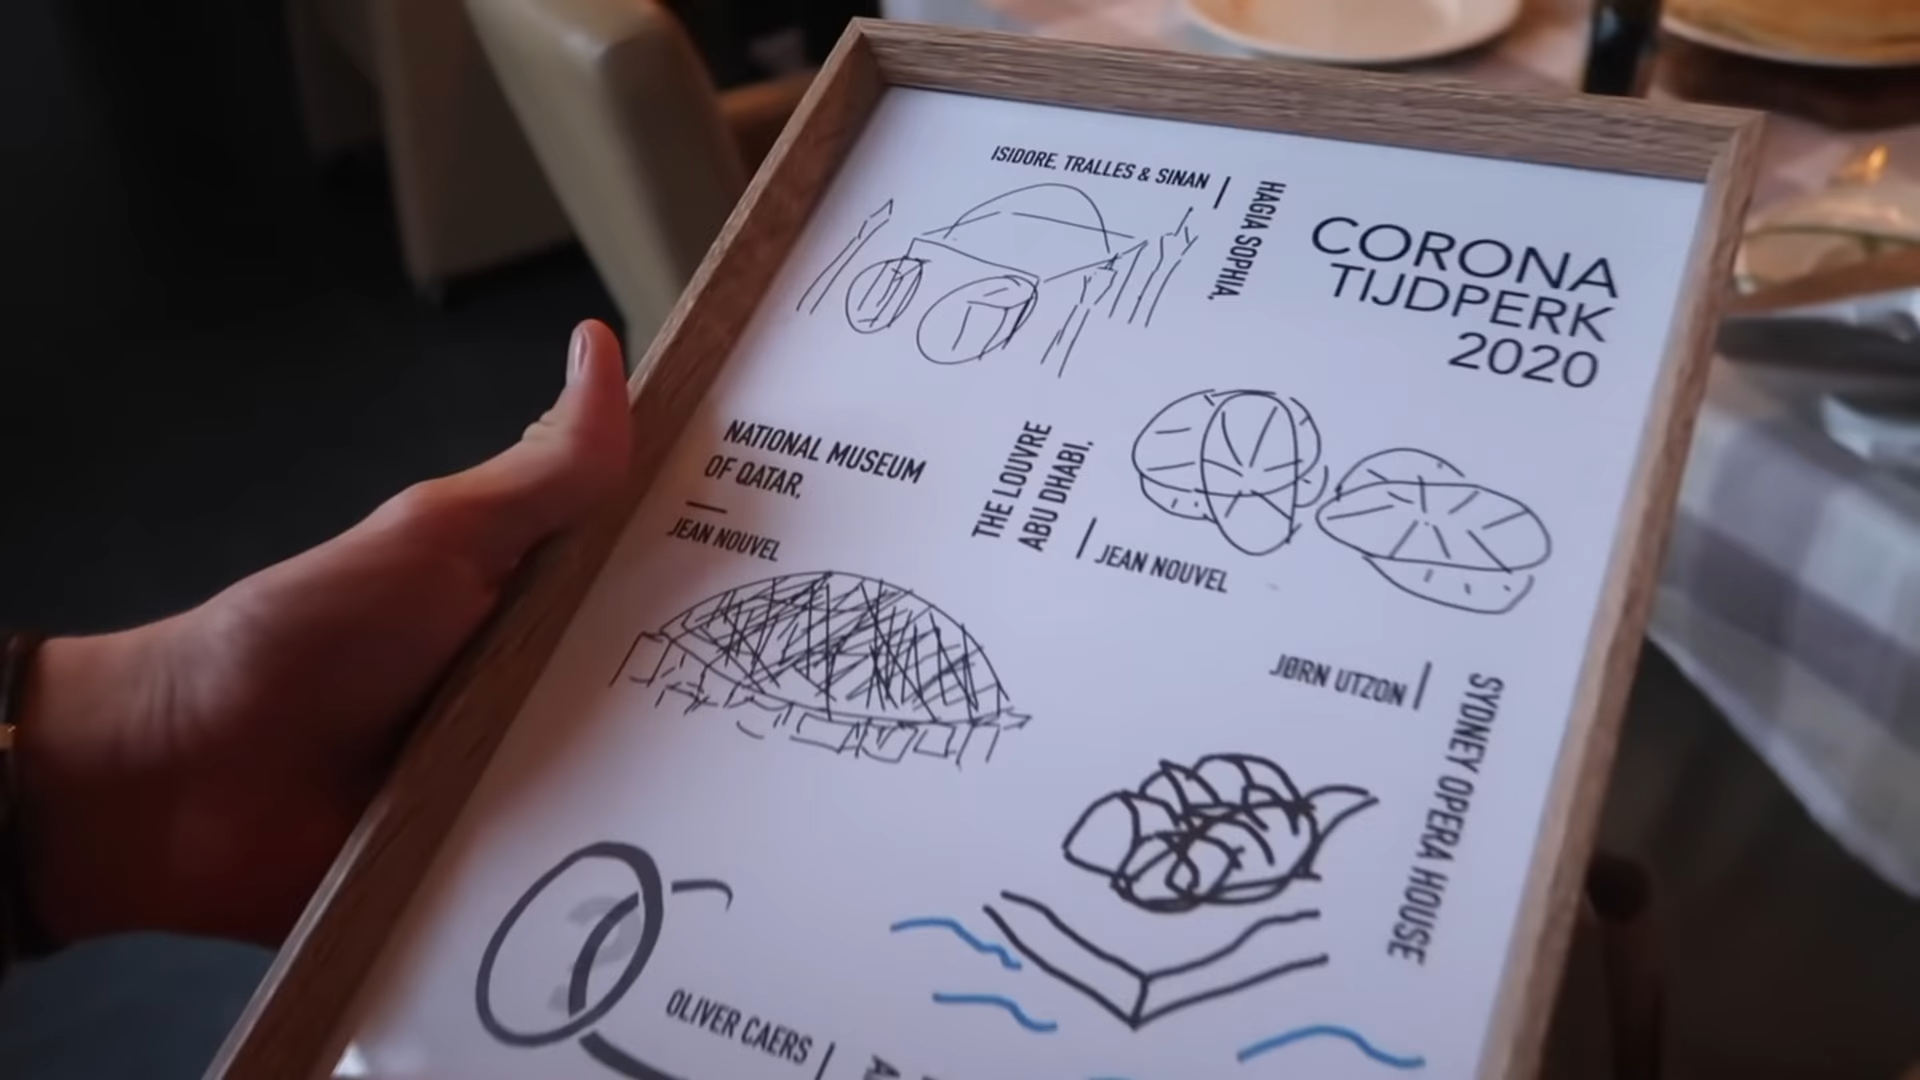 ISIDORE, TRALLES & SINAN
HAGIA SOPHIA,
CORONA
TIJDPERK
2020
NATIONAL MUSEUM
OF QATAR,
JEAN NOUVEL
THE LOUVRE
ABU DHABI,
JEAN NOUVEL
JØRN UTZON
SYDNEY OPERA HOUSE
OLIVER CAERS